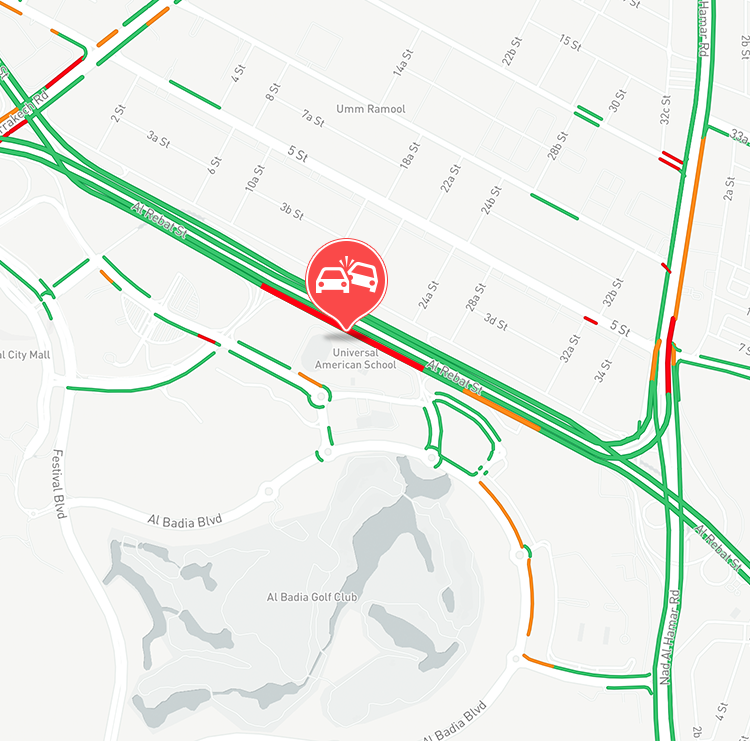 Hamar Rd
2b St
15 St
22b St
14a St
4 St
8 St
30 St
32c St
Umm Ramool
2 St
7a St
33a
rrakech Rd
3a St
5 St
28b St
18a St
6 St
10a St
22a St
2a St
24b St
3b St
Al Rebat St
24a St
28a St
32b St
3d St
5 St
Universal
American School
al City Mall
32a St
34 St
7 S
Al Rebat St
Festival Blvd
Al Badia Blvd
Al Rebat St
Al Badia Golf Club
Nad Al Hamar Rd
Al Badia Blvd
2b
4 St